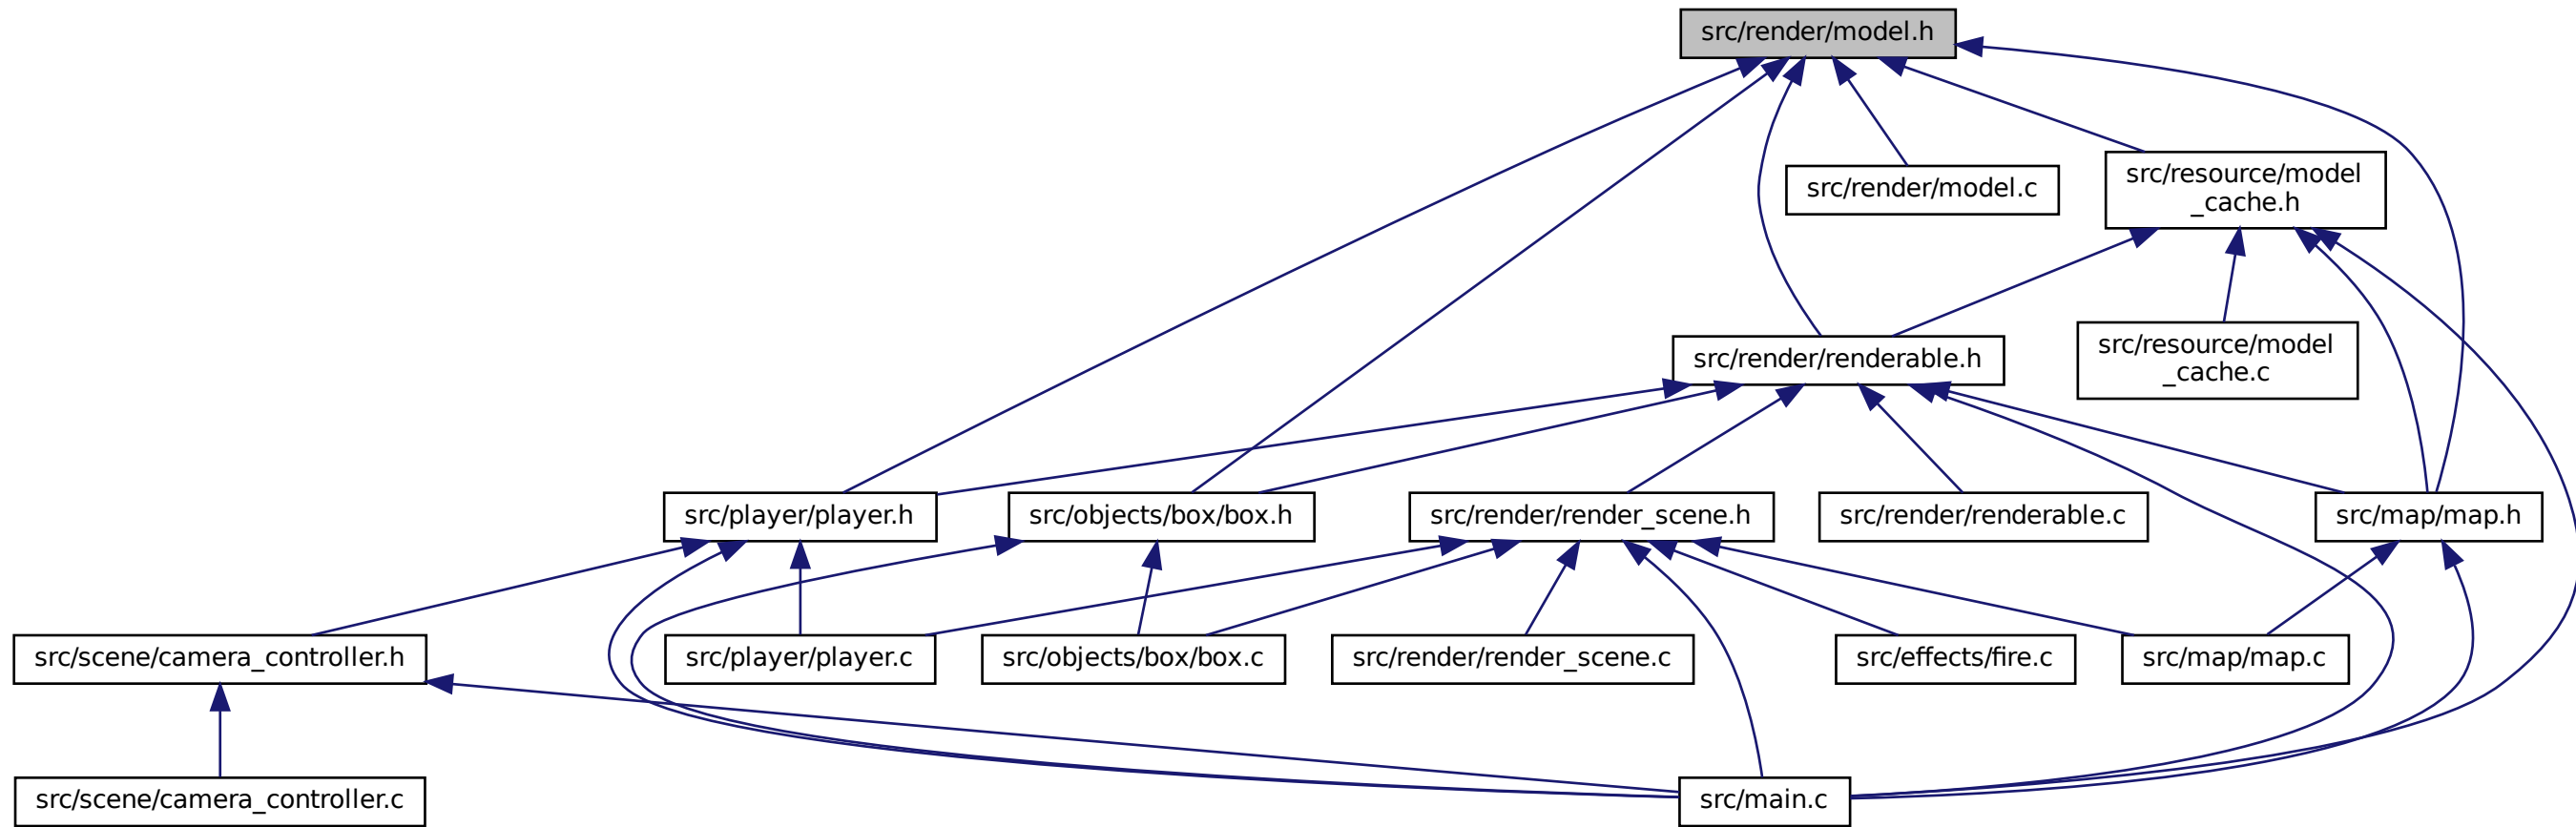 src/render/model.h
src/render/model.c
src/resource/model
_cache.h
src/resource/model
_cache.c
src/render/renderable.h
src/player/player.h
src/objects/box/box.h
src/render/render_scene.h
src/render/renderable.c
src/map/map.h
src/scene/camera_controller.h
src/player/player.c
src/objects/box/box.c
src/render/render_scene.c
src/effects/fire.c
src/map/map.c
src/scene/camera_controller.c
src/main.c